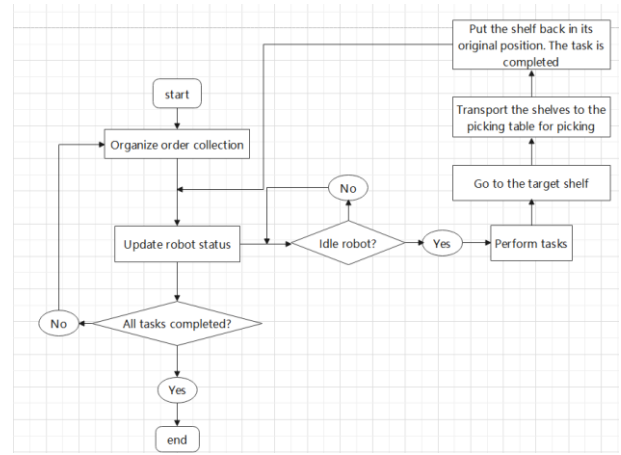 Put the shelf back in its
original position. The task is
completed
start
Transport the shelves to the
picking table for picking
Organize order collection
Go to the target shelf
No
Update robot status
Idle robot?
Yes
Perform tasks
No
All tasks completed?
Yes
end